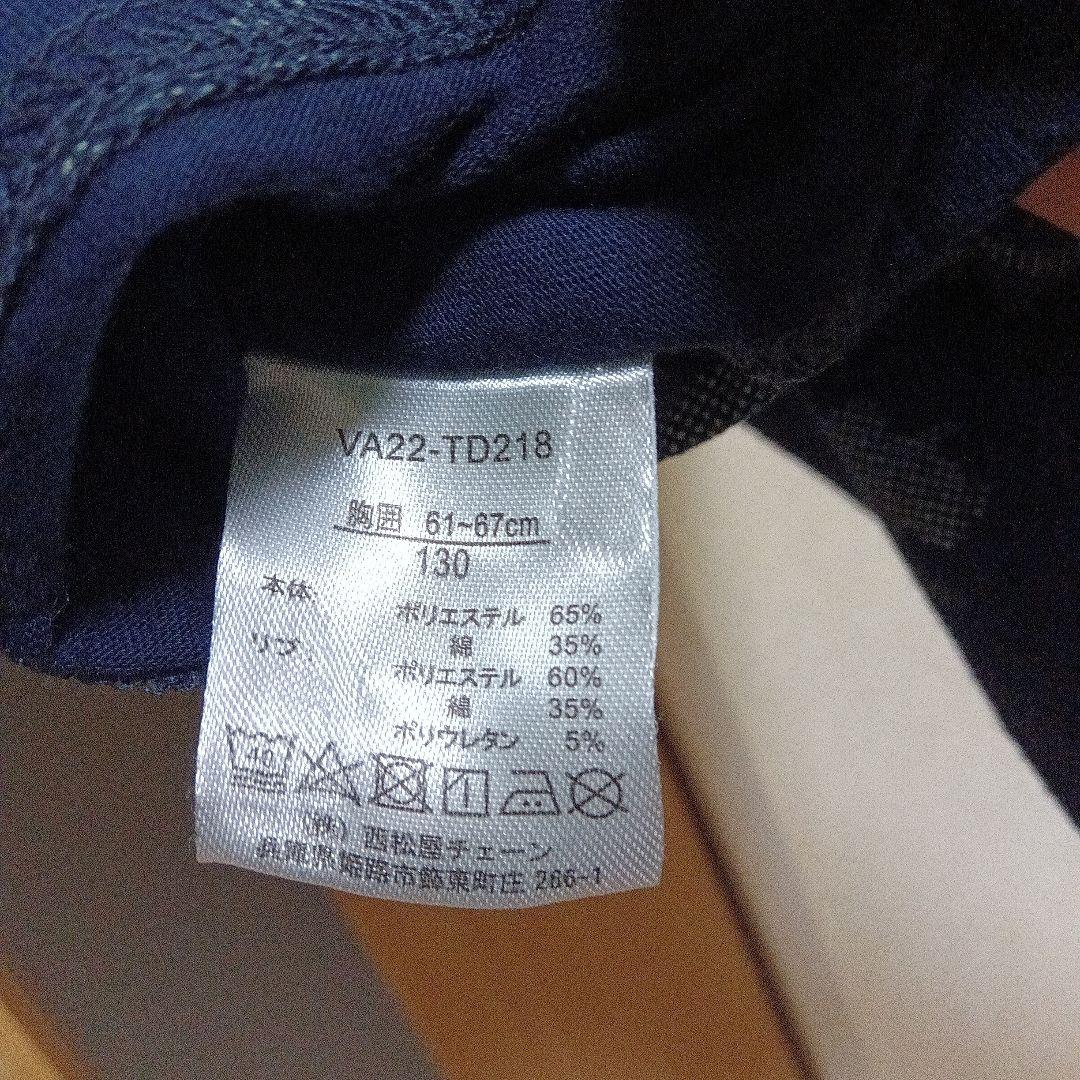 VA22-TD218
胸囲 61~67cm
130
本体:
ポリエステル 65%
綿 35%
リブ:
ポリエステル 60%
綿 35%
ポリウレタン 5%
40
(株) 西松屋チェーン
兵庫県姫路市飾東町庄 266-1